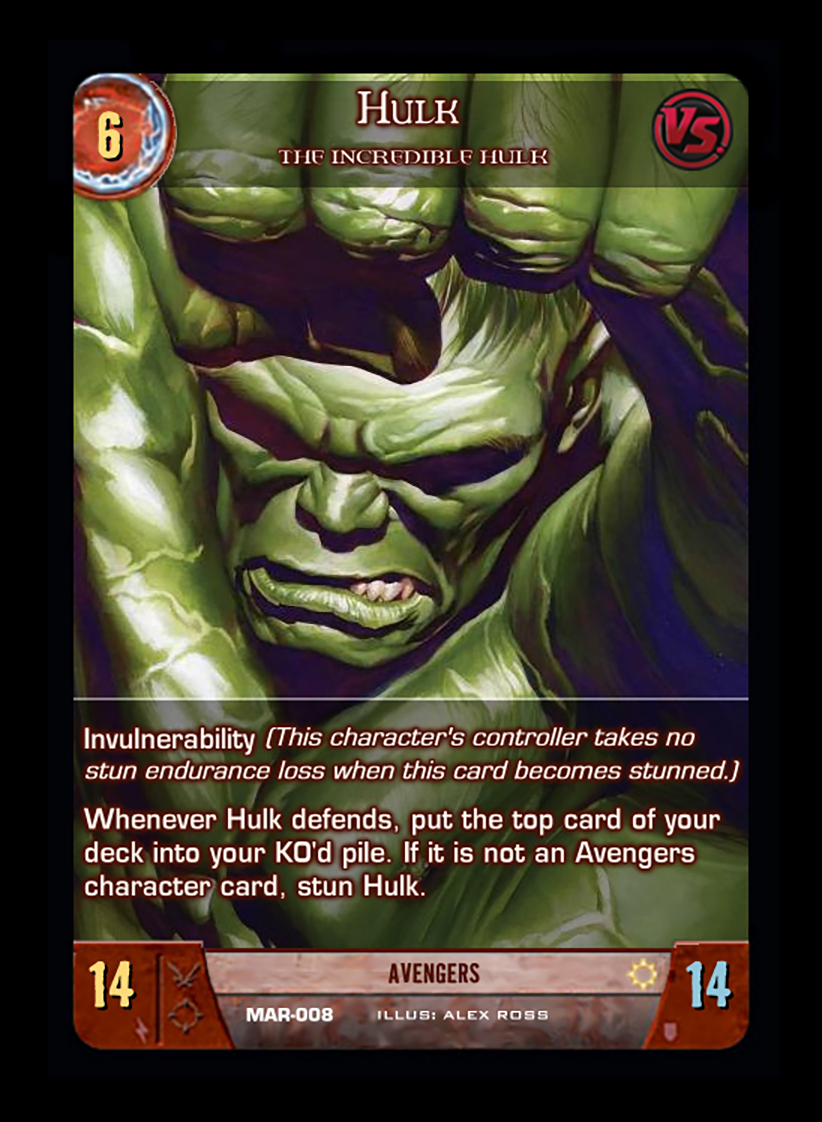 6
Hulk
THE INCREDIBLE HULK
VS.
Invulnerability (This character's controller takes no
stun endurance loss when this card becomes stunned.)
Whenever Hulk defends, put the top card of your
deck into your KO'd pile. If it is not an Avengers
character card, stun Hulk.
14
AVENGERS
14
MAR-008 ILLUS: ALEX ROSS